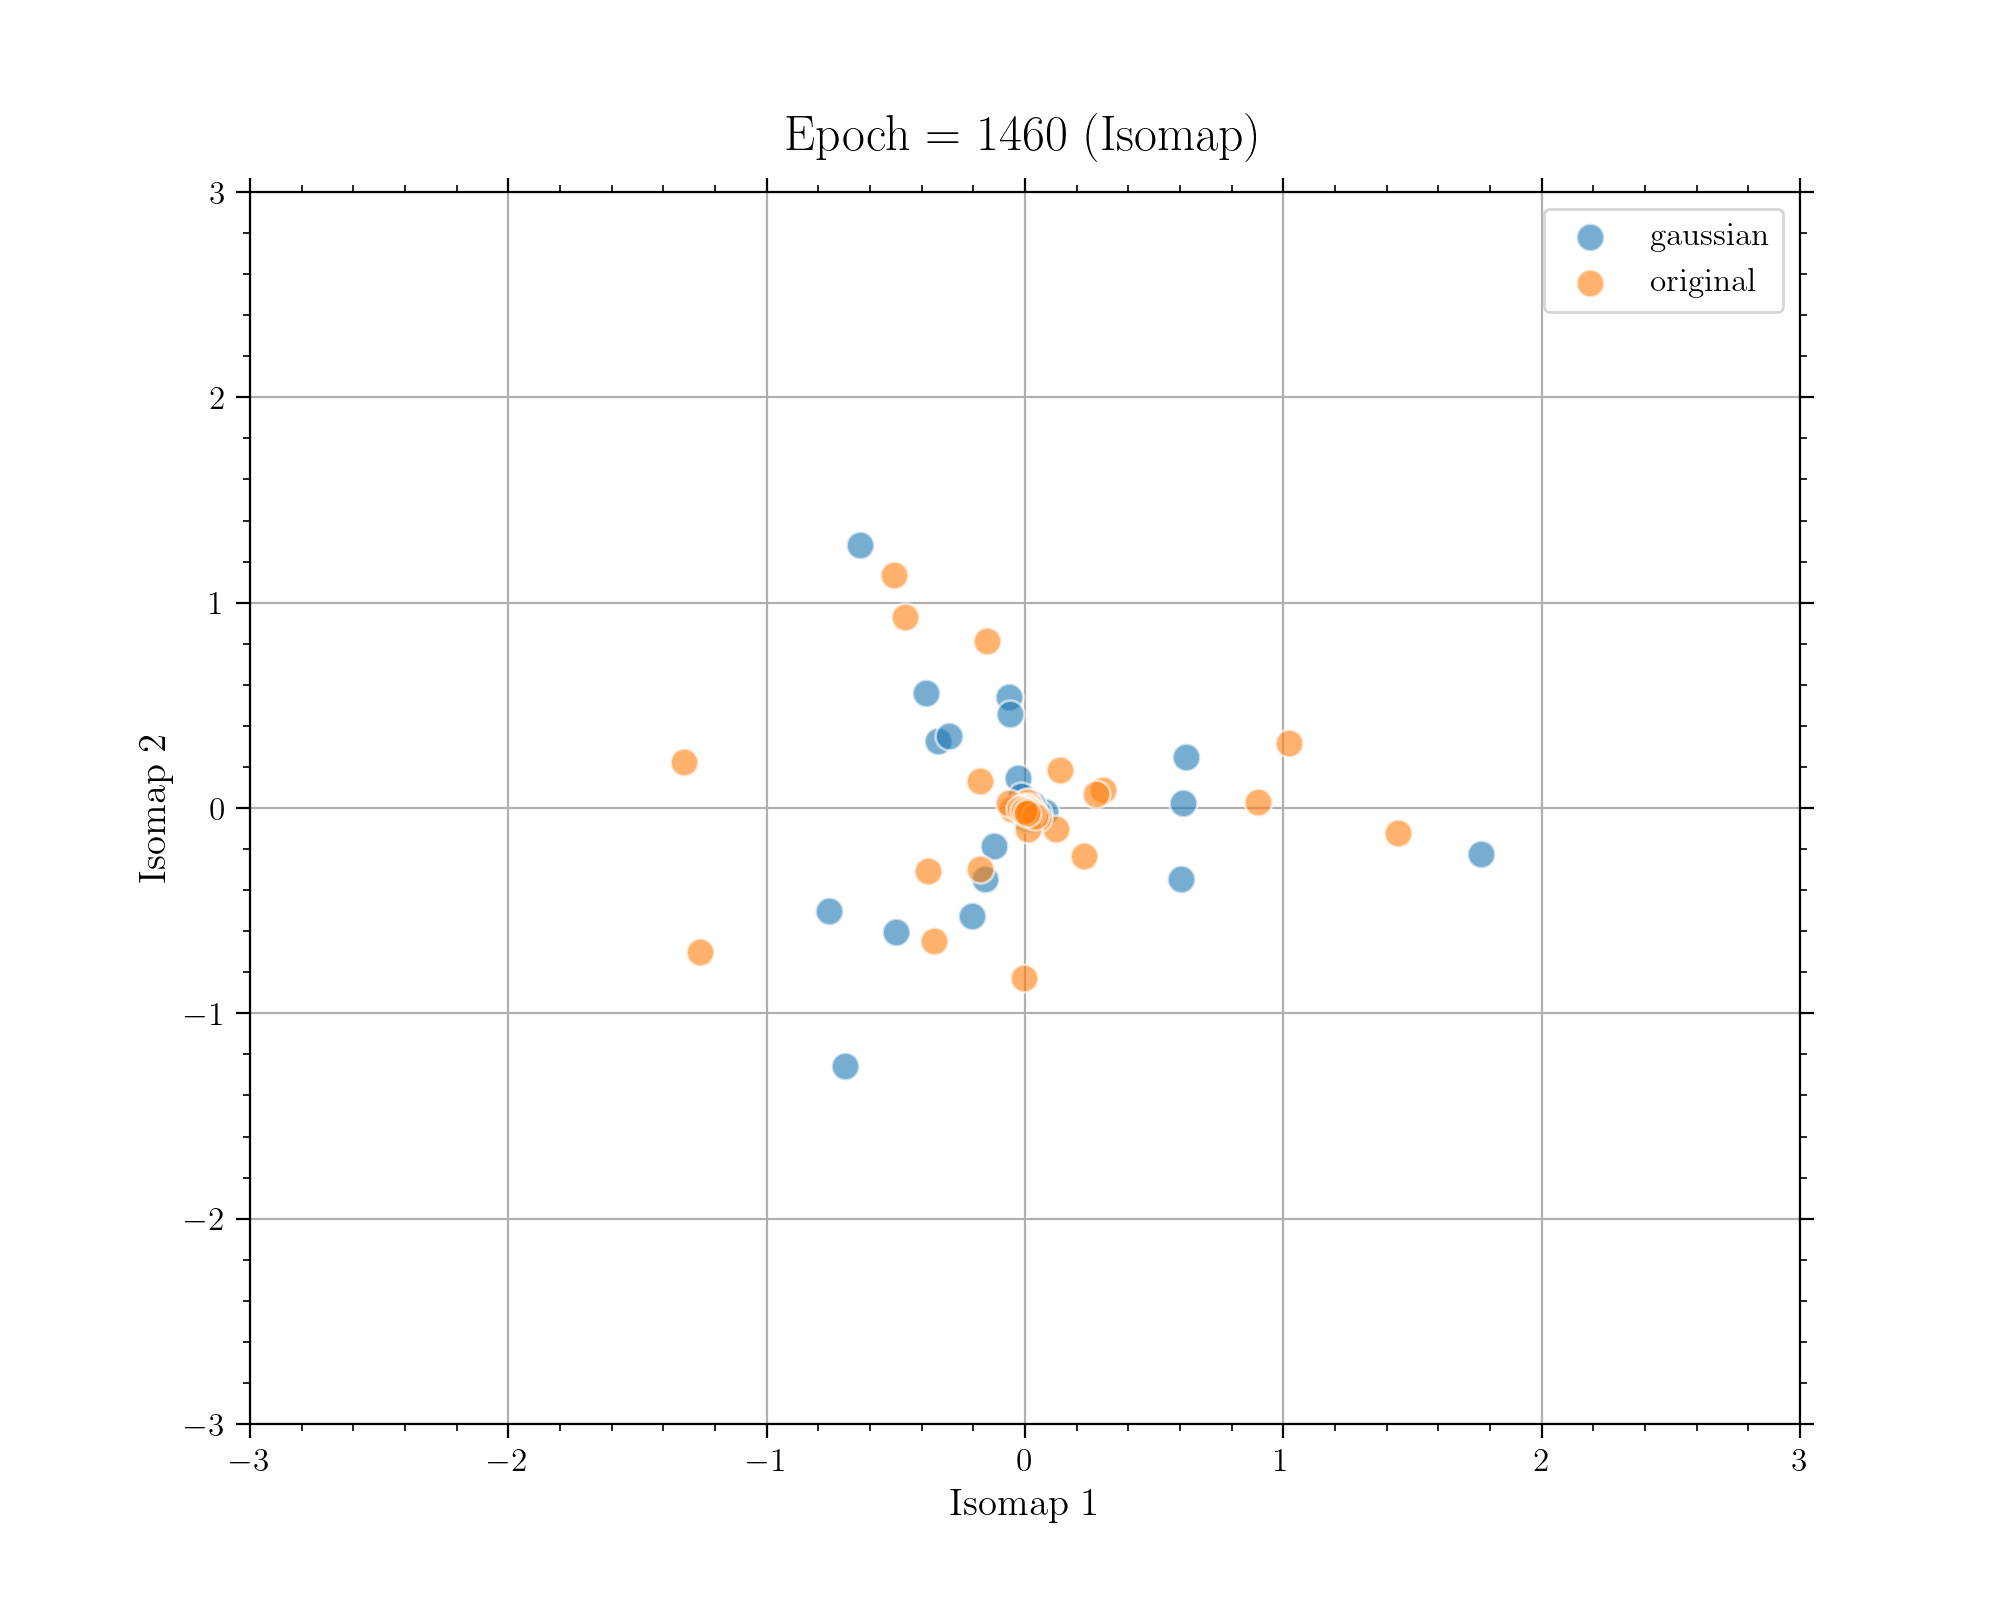 Epoch = 1460 (Isomap)
gaussian
original
3
2
1
0
−1
−2
−3
Isomap 2
−3 −2 −1 0 1 2 3
Isomap 1